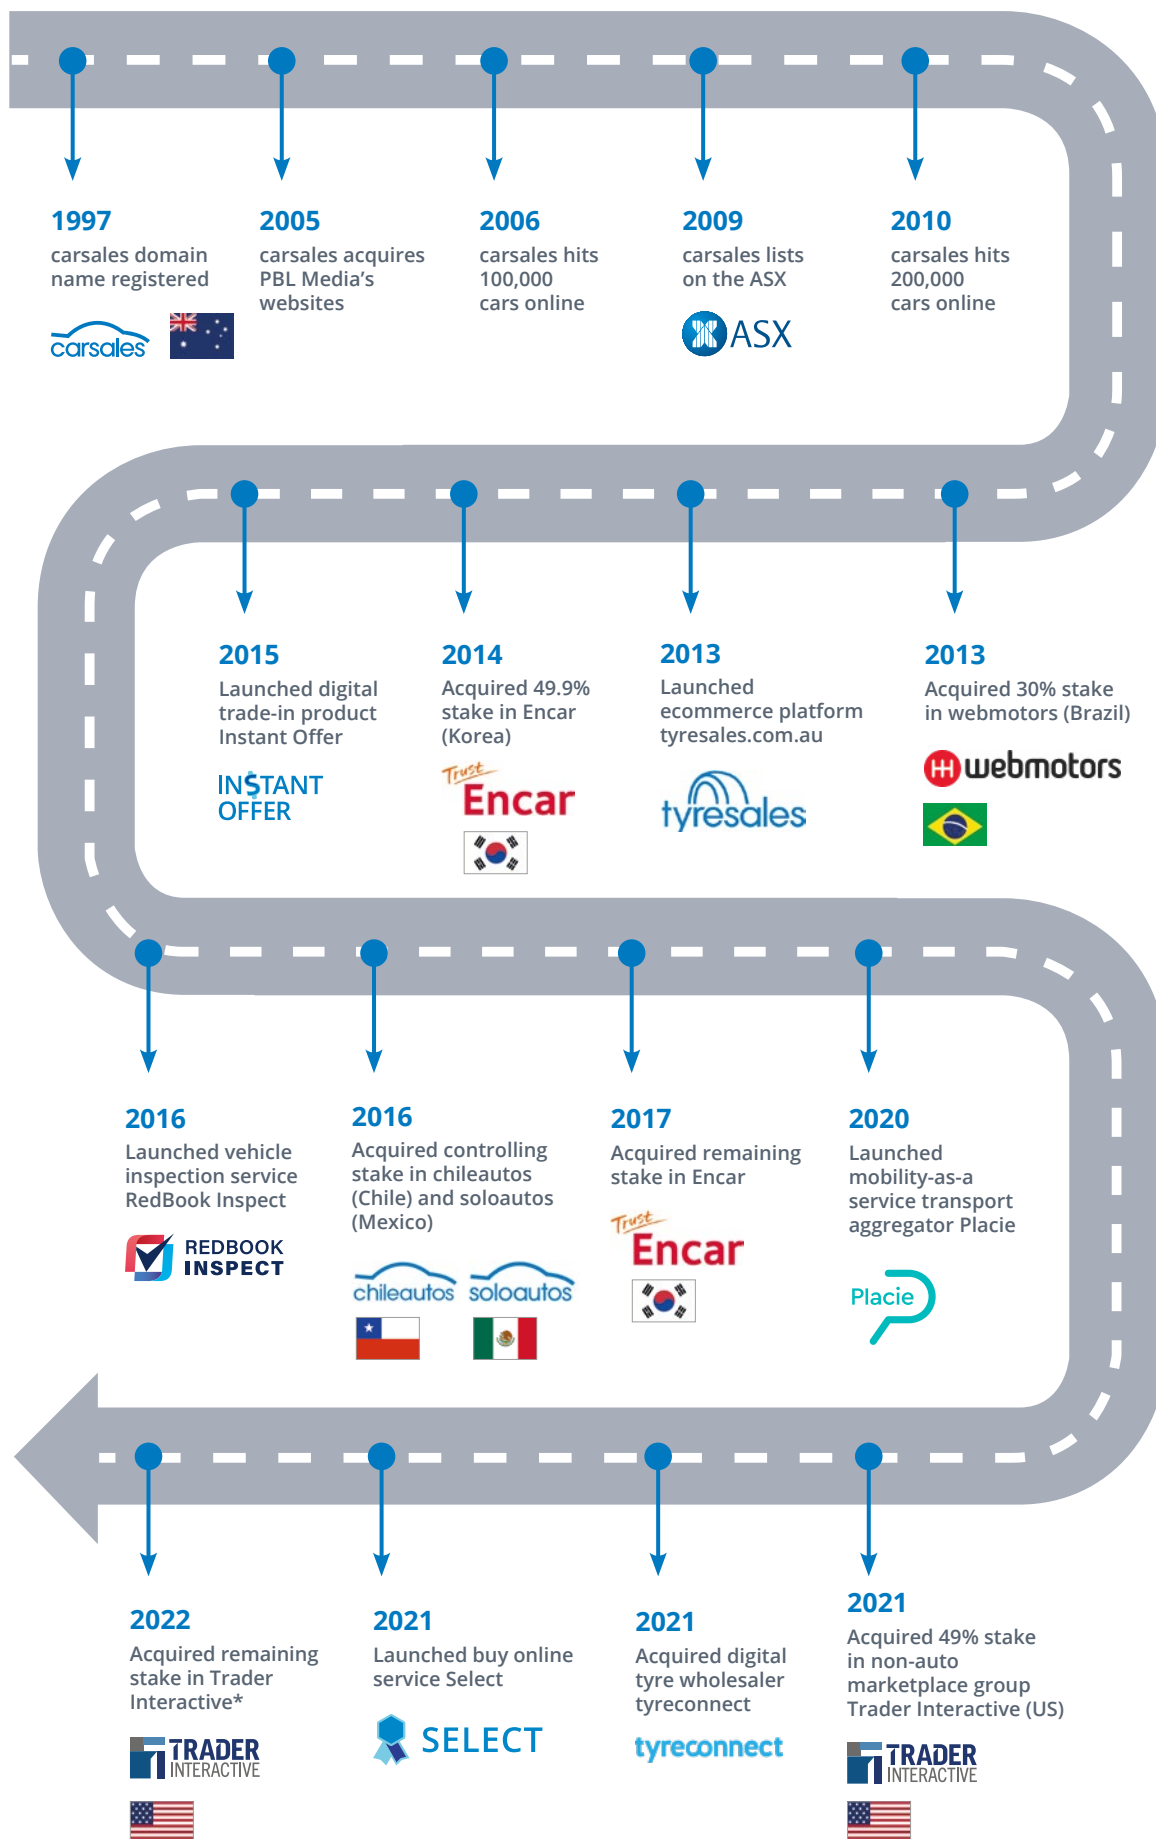 1997
carsales domain
name registered
carsales
2005
carsales acquires
PBL Media’s
websites
2006
carsales hits
100,000
cars online
2009
carsales lists
on the ASX
ASX
2010
carsales hits
200,000
cars online
2015
Launched digital
trade-in product
Instant Offer
IN$TANT
OFFER
2014
Acquired 49.9%
stake in Encar
(Korea)
Trust
Encar
2013
Launched
ecommerce platform
tyresales.com.au
tyresales
2013
Acquired 30% stake
in webmotors (Brazil)
webmotors
2016
Launched vehicle
inspection service
RedBook Inspect
REDBOOK
INSPECT
2016
Acquired controlling
stake in chileautos
(Chile) and soloautos
(Mexico)
chileautos soloautos
2017
Acquired remaining
stake in Encar
Trust
Encar
2020
Launched
mobility-as-a
service transport
aggregator Placie
Placie
2022
Acquired remaining
stake in Trader
Interactive*
TRADER
INTERACTIVE
2021
Launched buy online
service Select
SELECT
2021
Acquired digital
tyre wholesaler
tyreconnect
tyreconnect
2021
Acquired 49% stake
in non-auto
marketplace group
Trader Interactive (US)
TRADER
INTERACTIVE